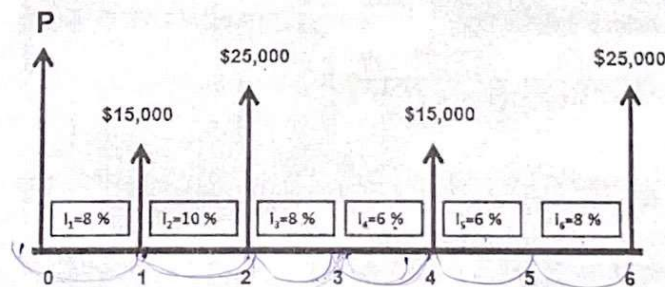 P
$25,000 $25,000
$15,000 $15,000
i₁=8 % i₂=10 % i₃=8 % i₄=6 % i₅=6 % i₆=8 %
0 1 2 3 4 5 6